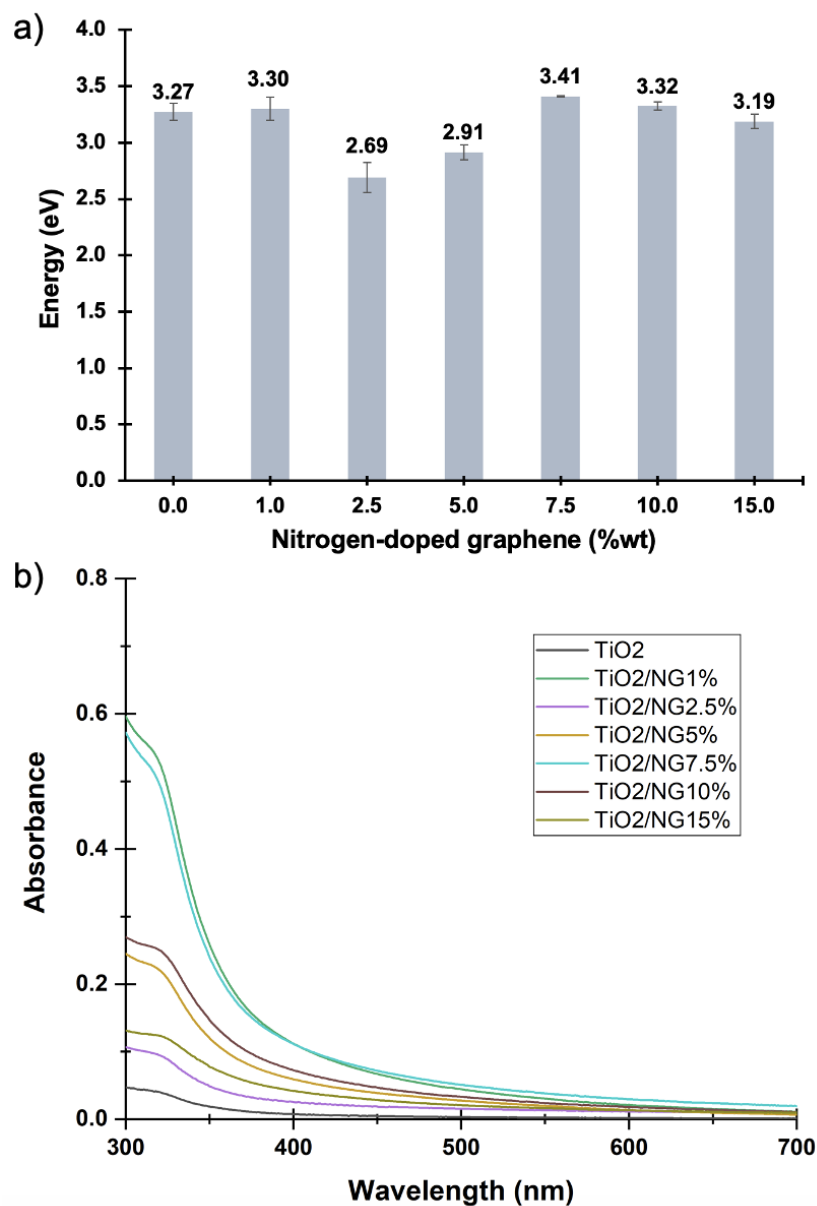 a)
4.0
3.5
3.0
2.5
2.0
1.5
1.0
0.5
0.0
Energy (eV)
3.27
3.30
2.69
2.91
3.41
3.32
3.19
0.0 1.0 2.5 5.0 7.5 10.0 15.0
Nitrogen-doped graphene (%wt)
b)
0.8
0.6
0.4
0.2
0.0
Absorbance
TiO2
TiO2/NG1%
TiO2/NG2.5%
TiO2/NG5%
TiO2/NG7.5%
TiO2/NG10%
TiO2/NG15%
300 400 500 600 700
Wavelength (nm)